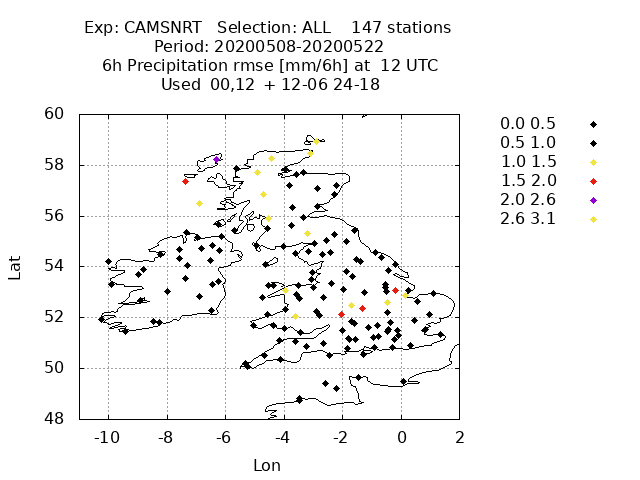 Exp: CAMSNRT   Selection: ALL    147 stations
Period: 20200508-20200522
6h Precipitation rmse [mm/6h] at  12 UTC
Used  00,12  + 12-06 24-18
60
58
56
54
52
50
48
Lat
-10 -8 -6 -4 -2 0 2
Lon
0.0 0.5
0.5 1.0
1.0 1.5
1.5 2.0
2.0 2.6
2.6 3.1